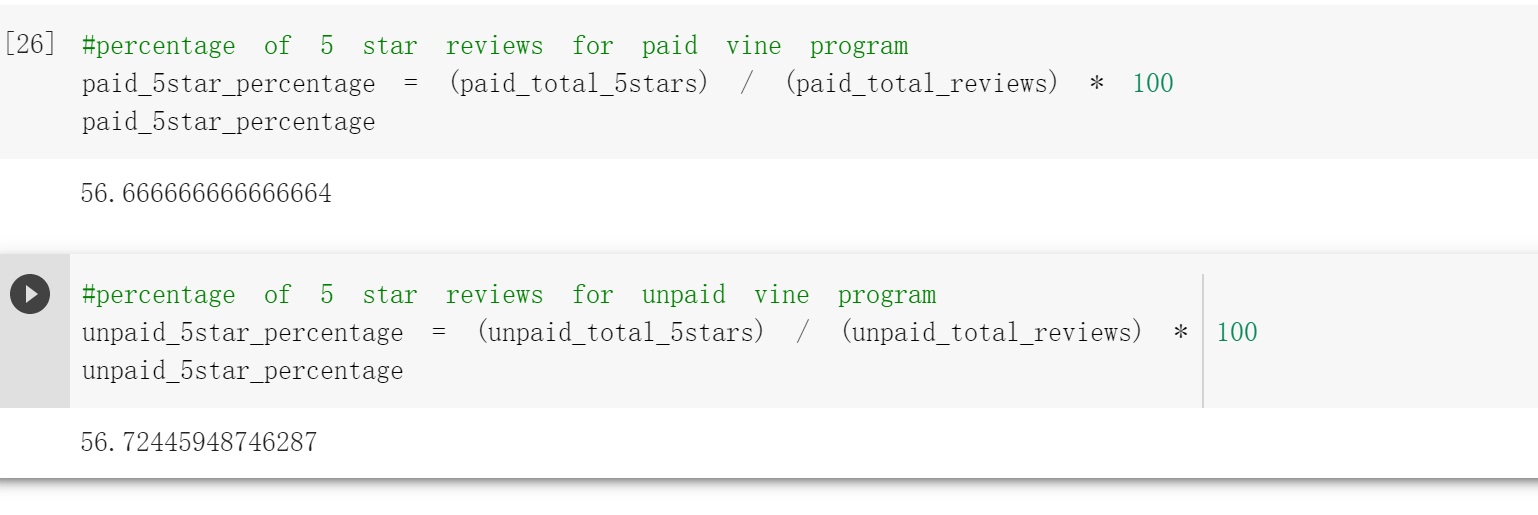 [26] #percentage of 5 star reviews for paid vine program
paid_5star_percentage = (paid_total_5stars) / (paid_total_reviews) * 100
paid_5star_percentage
56.666666666666664
#percentage of 5 star reviews for unpaid vine program
unpaid_5star_percentage = (unpaid_total_5stars) / (unpaid_total_reviews) * 100
unpaid_5star_percentage
56.72445948746287